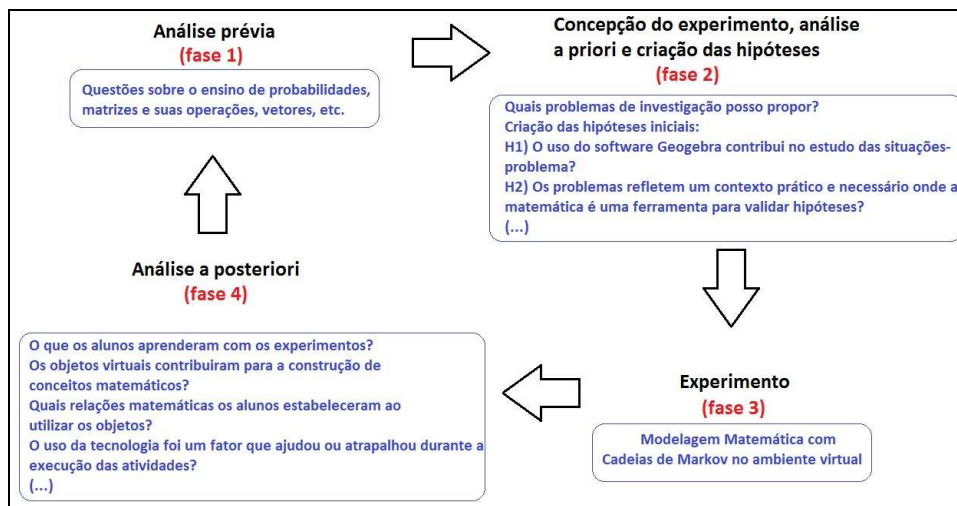 Análise prévia
(fase 1)
Questões sobre o ensino de probabilidades,
matrizes e suas operações, vetores, etc.
Concepção do experimento, análise
a priori e criação das hipóteses
(fase 2)
Quais problemas de investigação posso propor?
Criação das hipóteses iniciais:
H1) O uso do software Geogebra contribui no estudo das situações-
problema?
H2) Os problemas refletem um contexto prático e necessário onde a
matemática é uma ferramenta para validar hipóteses?
(...)
Experimento
(fase 3)
Modelagem Matemática com
Cadeias de Markov no ambiente virtual
Análise a posteriori
(fase 4)
O que os alunos aprenderam com os experimentos?
Os objetos virtuais contribuiram para a construção de
conceitos matemáticos?
Quais relações matemáticas os alunos estabeleceram ao
utilizar os objetos?
O uso da tecnologia foi um fator que ajudou ou atrapalhou durante a
execução das atividades?
(...)